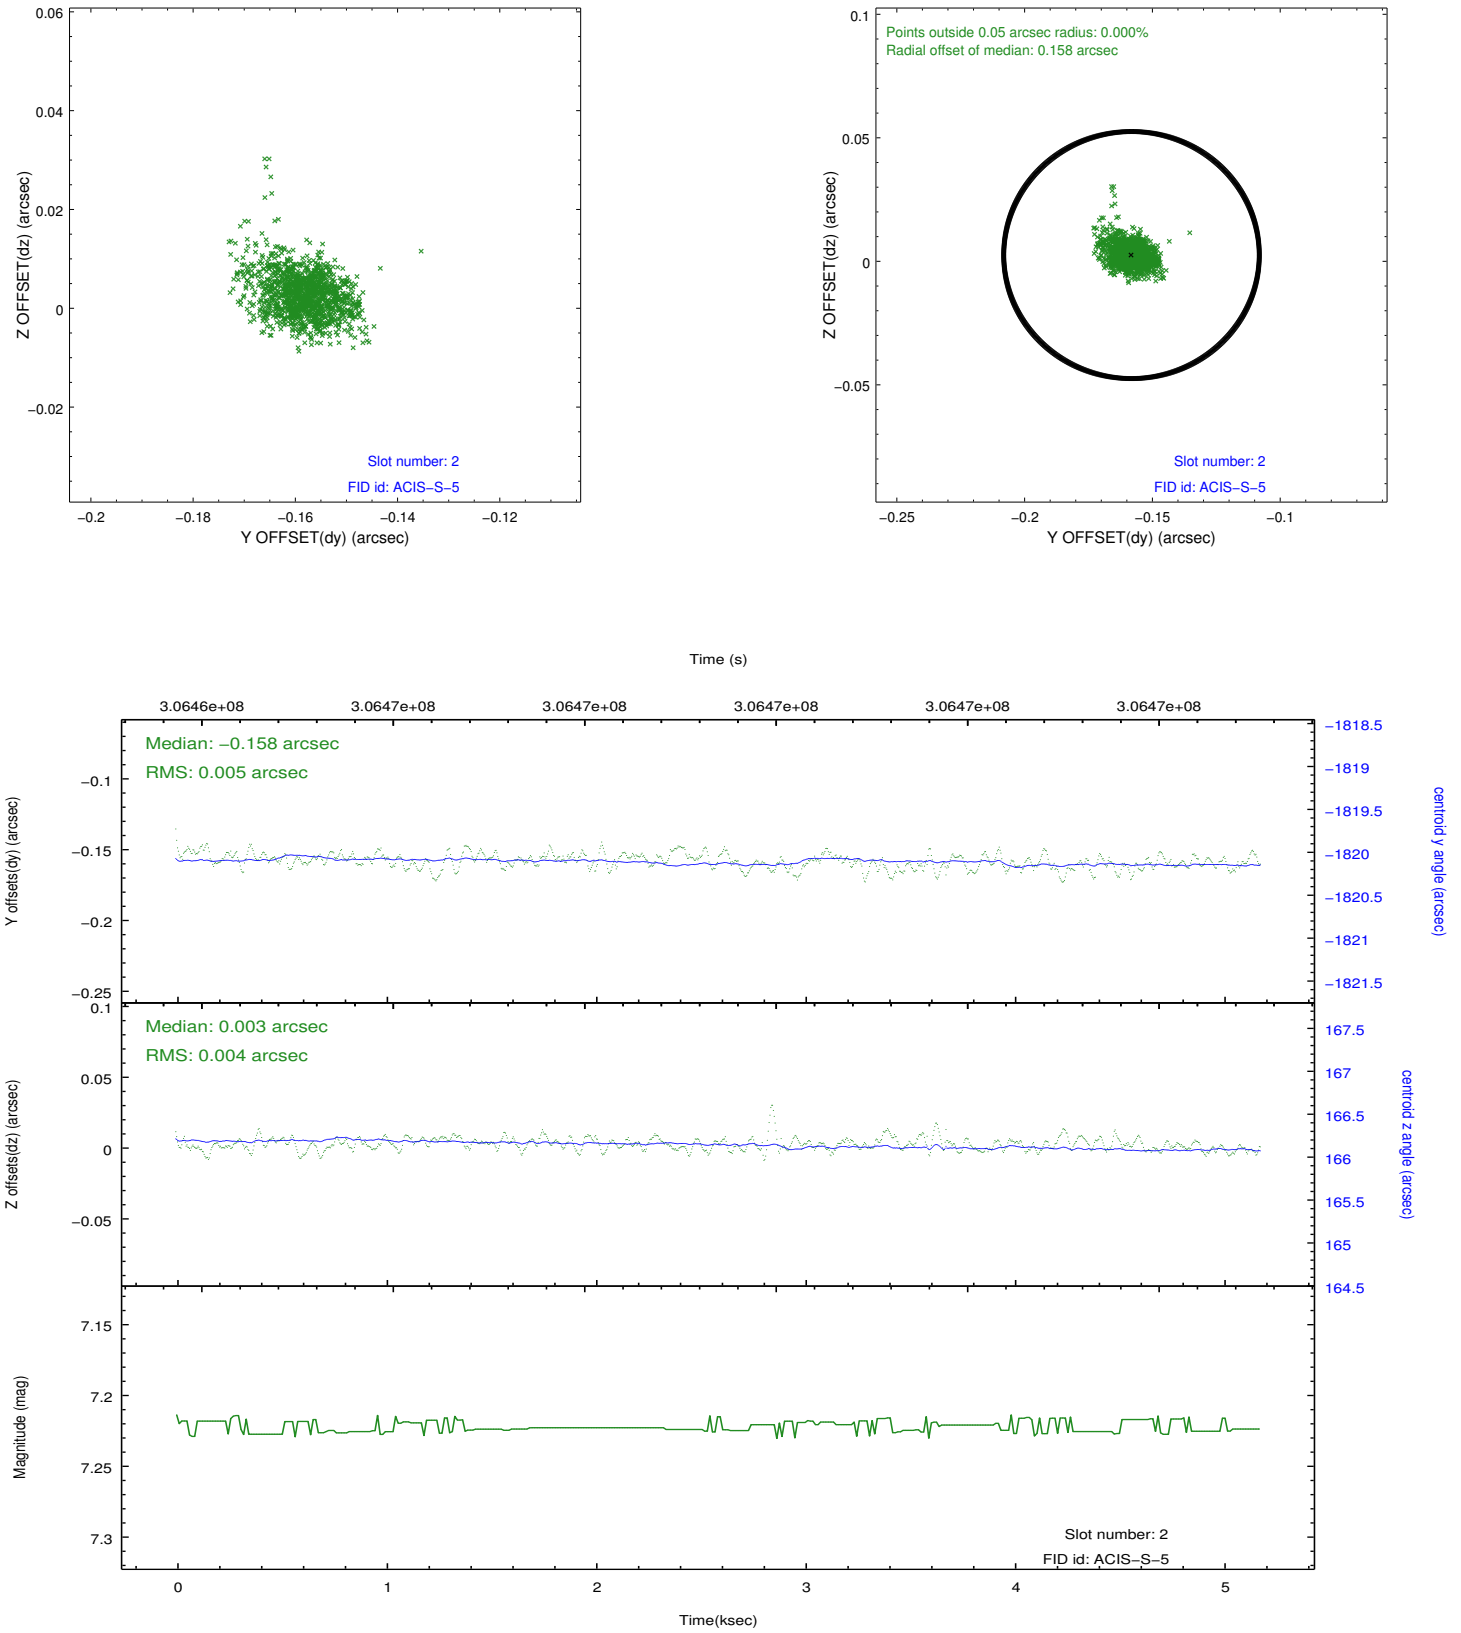 0.06
0.04
0.02
0
−0.02
Z OFFSET(dz) (arcsec)
Slot number: 2
FID id: ACIS−S−5
−0.2 −0.18 −0.16 −0.14 −0.12
Y OFFSET(dy) (arcsec)
0.1
0.05
0
−0.05
Z OFFSET(dz) (arcsec)
Points outside 0.05 arcsec radius: 0.000%
Radial offset of median: 0.158 arcsec
Slot number: 2
FID id: ACIS−S−5
−0.25 −0.2 −0.15 −0.1
Y OFFSET(dy) (arcsec)
Time (s)
3.0646e+08 3.0647e+08 3.0647e+08 3.0647e+08 3.0647e+08 3.0647e+08
Median: −0.158 arcsec
RMS: 0.005 arcsec
−0.1
−0.15
−0.2
−0.25
Y offsets(dy) (arcsec)
−1818.5
−1819
−1819.5
−1820
−1820.5
−1821
−1821.5
centroid y angle (arcsec)
Median: 0.003 arcsec
RMS: 0.004 arcsec
0.1
0.05
0
−0.05
Z offsets(dz) (arcsec)
167.5
167
166.5
166
165.5
165
164.5
centroid z angle (arcsec)
7.15
7.2
7.25
7.3
Magnitude (mag)
Slot number: 2
FID id: ACIS−S−5
0 1 2 3 4 5
Time(ksec)